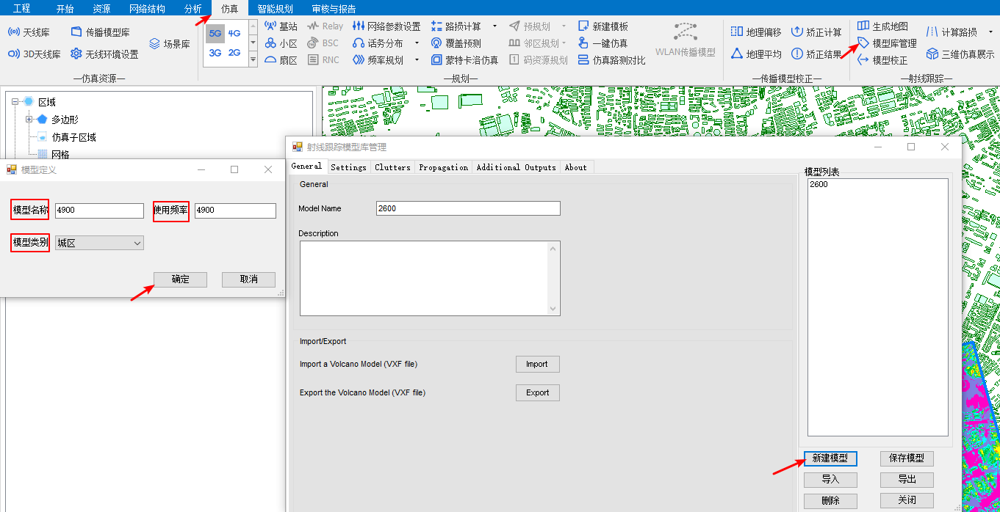 工程 开始 资源 网络结构 分析 仿真 智能规划 审核与报告
天线库 传播模型库 场景库
3D天线库 无线环境设置
仿真资源
5G 4G
3G 2G
基站 Relay 网络参数设置 路损计算 预规划 新建模板
小区 BSC 话务分布 覆盖预测 邻区规划 一键仿真
扇区 RNC 频率规划 蒙特卡洛仿真 码资源规划 仿真路测对比
WLAN传播模型
规划
地理偏移 矫正计算
地理平均 矫正结果
传播模型校正
生成地图 计算路损
模型库管理
模型校正 三维仿真展示
射线跟踪
区域
多边形
仿真子区域
网格
模型定义
模型名称 4900 使用频率 4900
模型类别 城区
确定 取消
射线跟踪模型库管理
General Settings Clutters Propagation Additional Outputs About
General
Model Name 2600
Description
Import/Export
Import a Volcano Model (VXF file) Import
Export the Volcano Model (VXF file) Export
模型列表
2600
新建模型 保存模型
导入 导出
删除 关闭